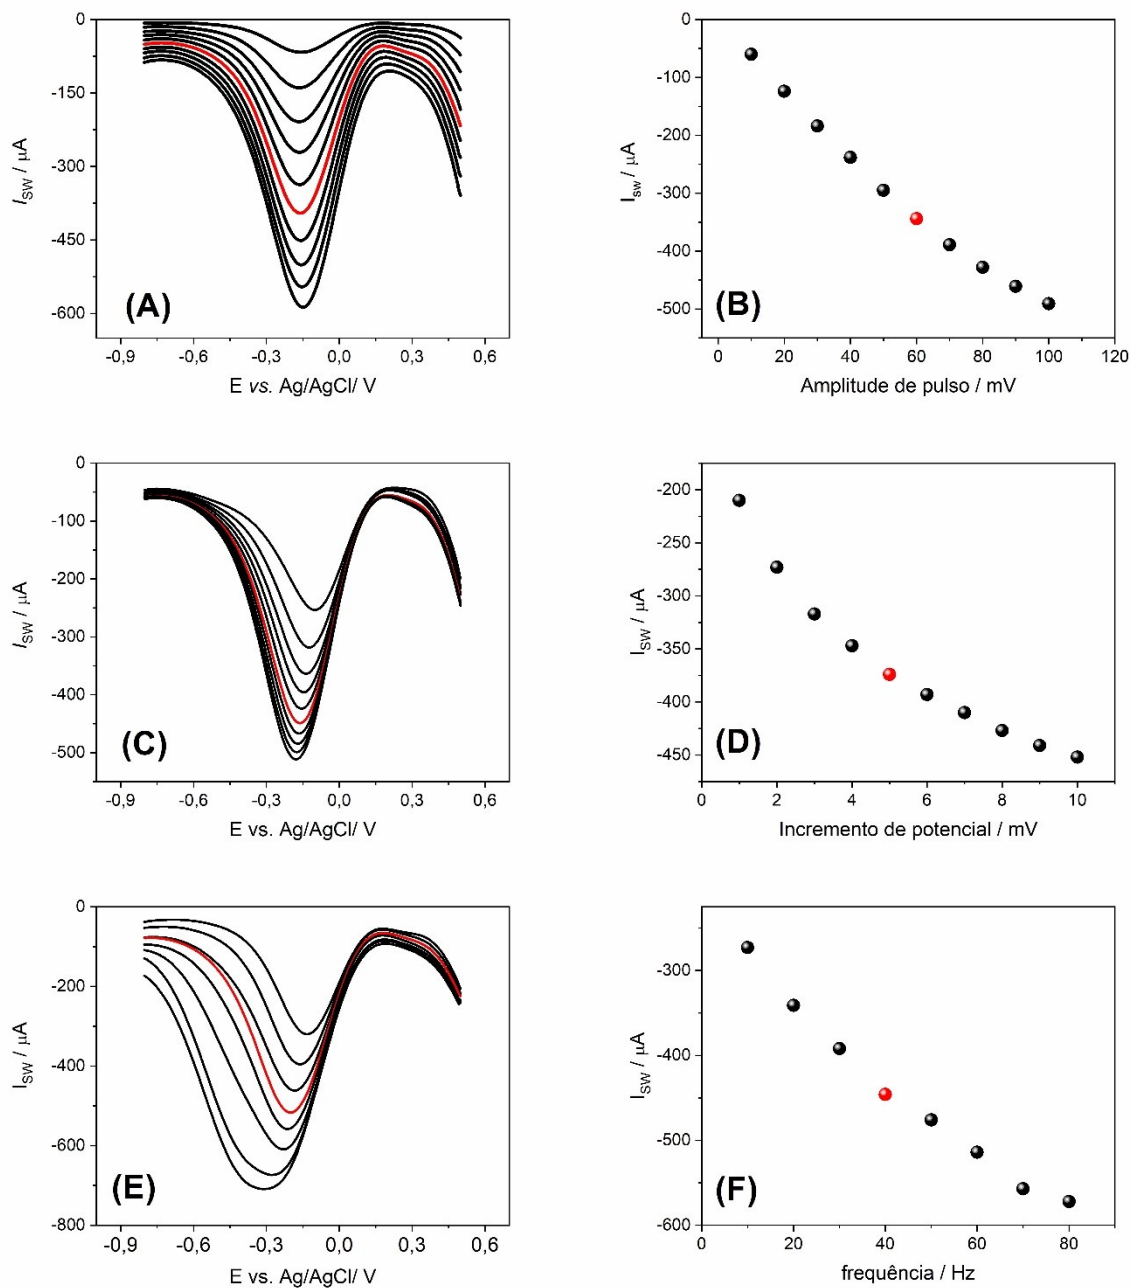 0
-150
-300
-450
-600
I_SW / µA
(A)
-0,9 -0,6 -0,3 0,0 0,3 0,6
E vs. Ag/AgCl/ V
0
-100
-200
-300
-400
-500
I_sw / µA
(B)
0 20 40 60 80 100 120
Amplitude de pulso / mV
0
-100
-200
-300
-400
-500
I_SW / µA
(C)
-0,9 -0,6 -0,3 0,0 0,3 0,6
E vs. Ag/AgCl/ V
-200
-250
-300
-350
-400
-450
I_SW / µA
(D)
0 2 4 6 8 10
Incremento de potencial / mV
0
-200
-400
-600
-800
I_SW / µA
(E)
-0,9 -0,6 -0,3 0,0 0,3 0,6
E vs. Ag/AgCl/ V
-300
-400
-500
-600
I_SW / µA
(F)
0 20 40 60 80
frequência / Hz